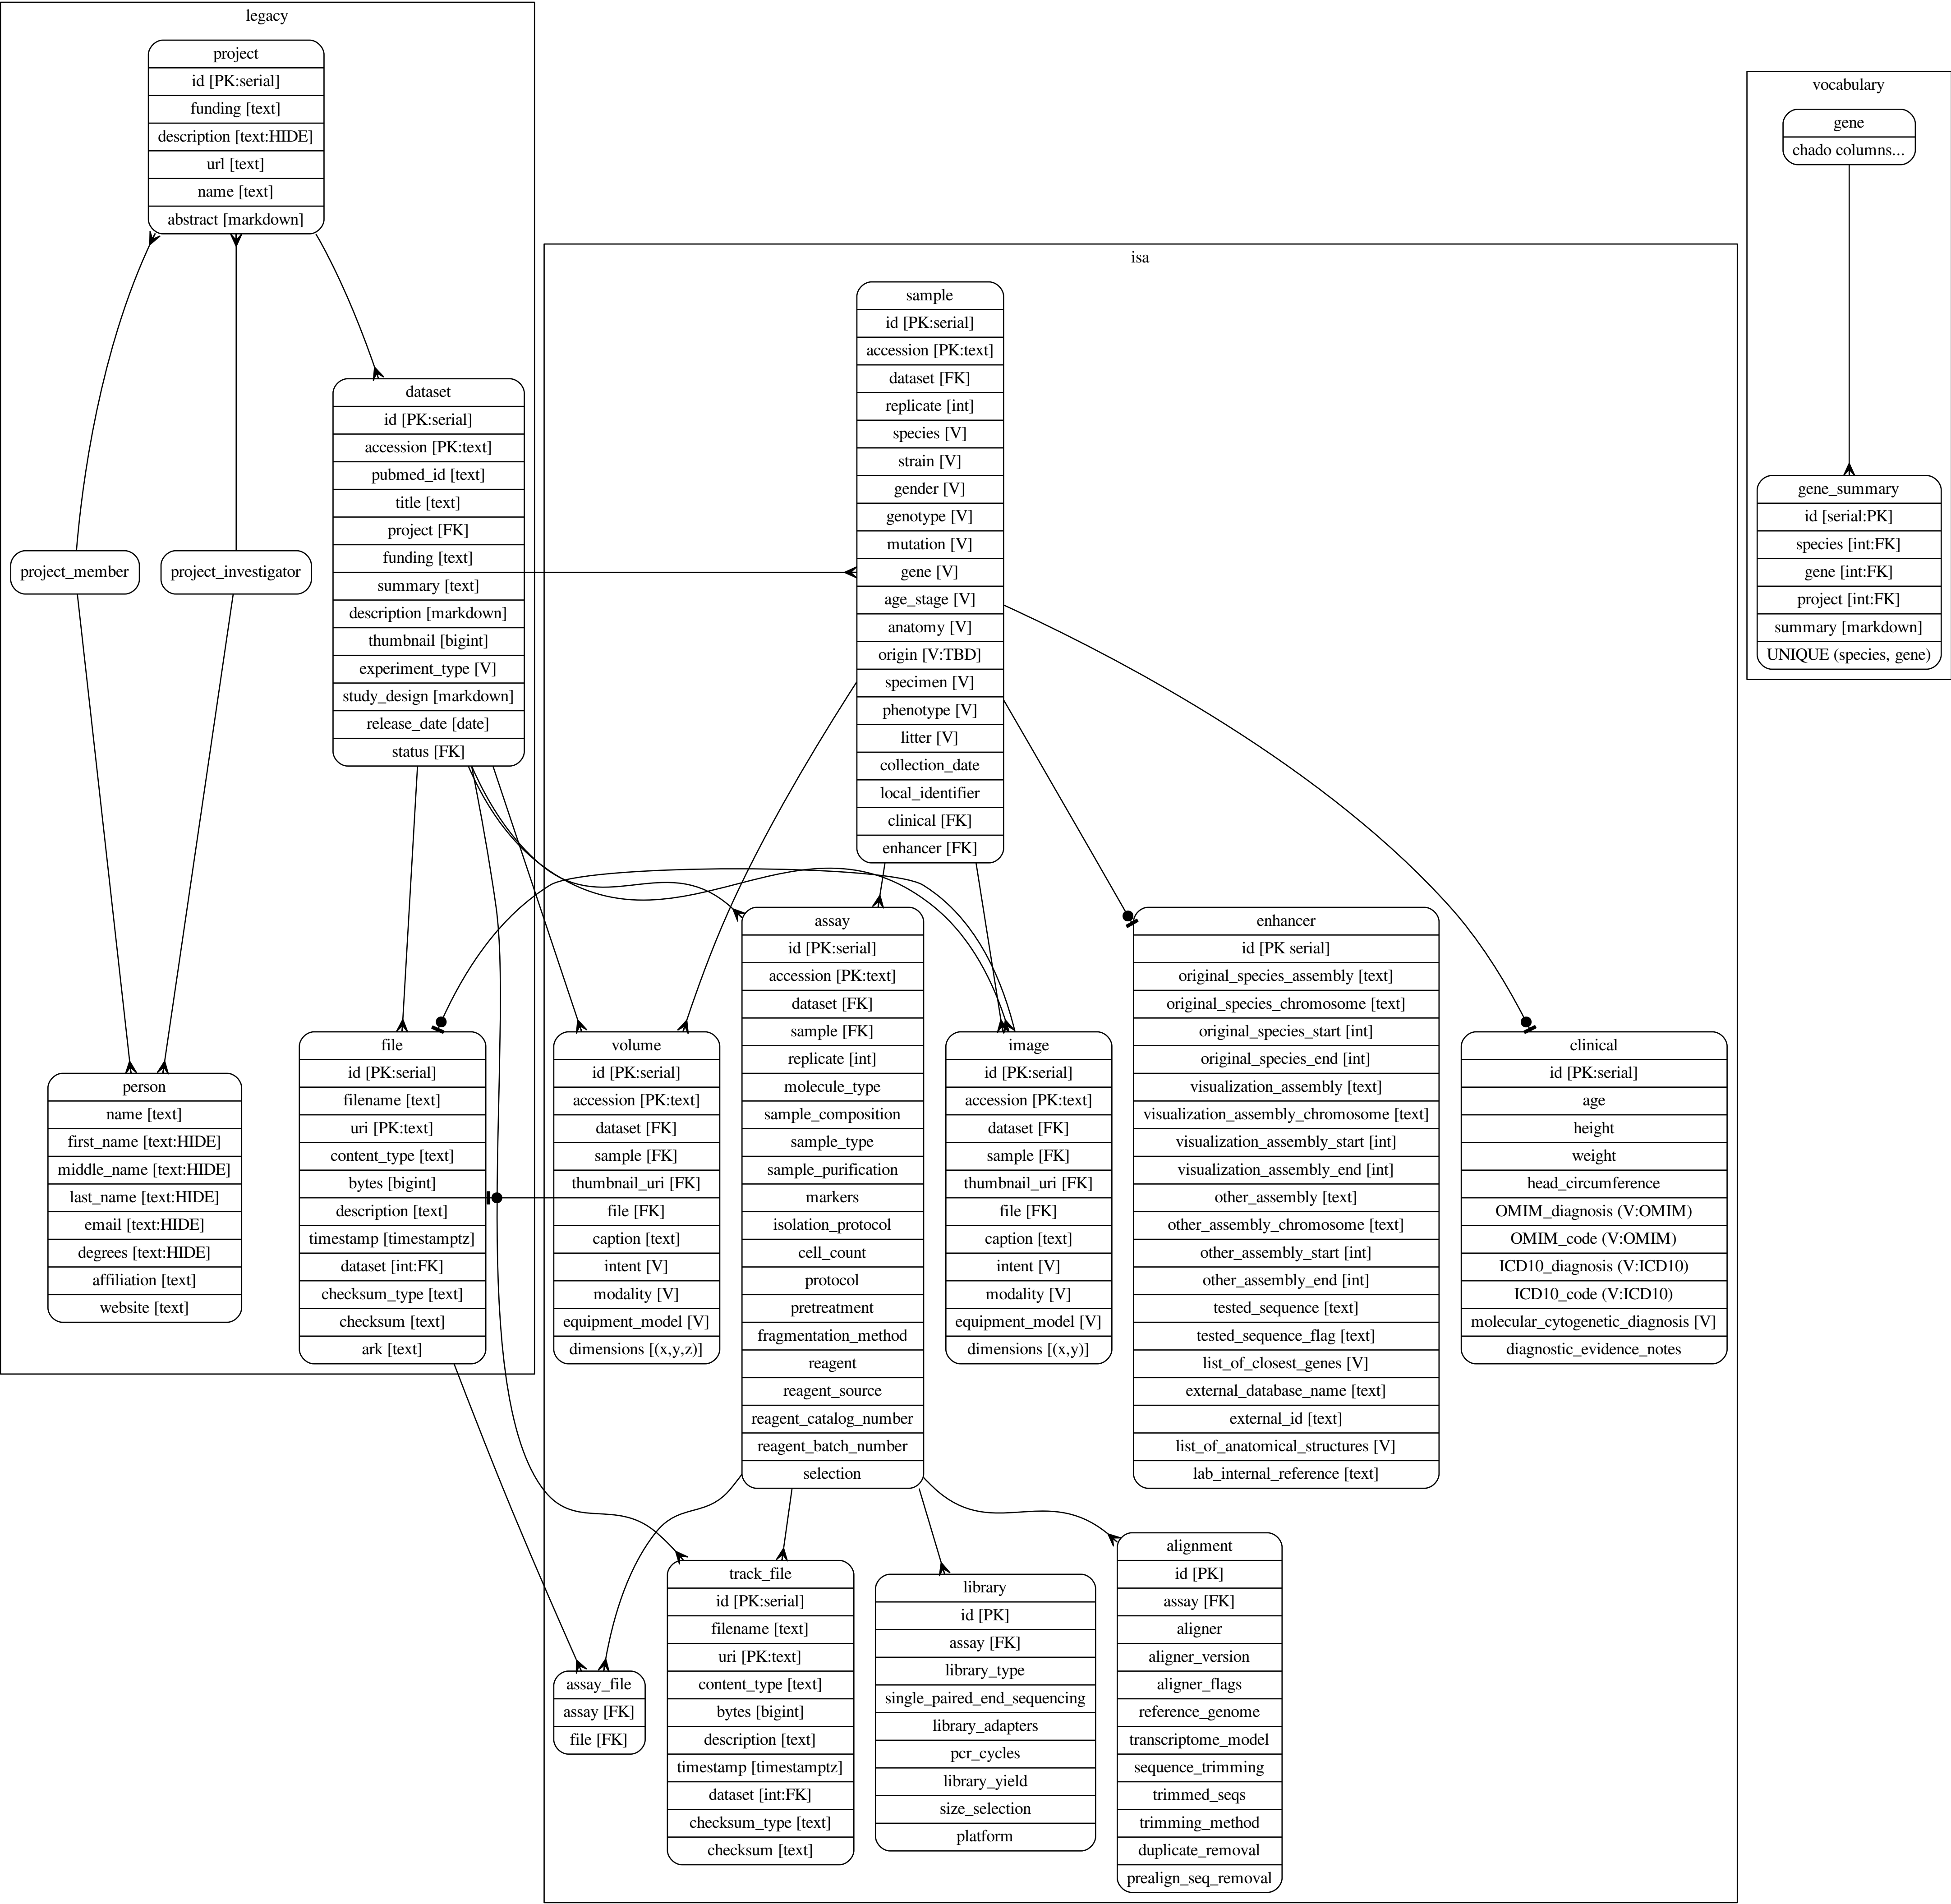 legacy
project
id [PK:serial]
funding [text]
description [text:HIDE]
url [text]
name [text]
abstract [markdown]
project_member
project_investigator
dataset
id [PK:serial]
accession [PK:text]
pubmed_id [text]
title [text]
project [FK]
funding [text]
summary [text]
description [markdown]
thumbnail [bigint]
experiment_type [V]
study_design [markdown]
release_date [date]
status [FK]
person
name [text]
first_name [text:HIDE]
middle_name [text:HIDE]
last_name [text:HIDE]
email [text:HIDE]
degrees [text:HIDE]
affiliation [text]
website [text]
file
id [PK:serial]
filename [text]
uri [PK:text]
content_type [text]
bytes [bigint]
description [text]
timestamp [timestamptz]
dataset [int:FK]
checksum_type [text]
checksum [text]
ark [text]
isa
sample
id [PK:serial]
accession [PK:text]
dataset [FK]
replicate [int]
species [V]
strain [V]
gender [V]
genotype [V]
mutation [V]
gene [V]
age_stage [V]
anatomy [V]
origin [V:TBD]
specimen [V]
phenotype [V]
litter [V]
collection_date
local_identifier
clinical [FK]
enhancer [FK]
volume
id [PK:serial]
accession [PK:text]
dataset [FK]
sample [FK]
thumbnail_uri [FK]
file [FK]
caption [text]
intent [V]
modality [V]
equipment_model [V]
dimensions [(x,y,z)]
assay
id [PK:serial]
accession [PK:text]
dataset [FK]
sample [FK]
replicate [int]
molecule_type
sample_composition
sample_type
sample_purification
markers
isolation_protocol
cell_count
protocol
pretreatment
fragmentation_method
reagent
reagent_source
reagent_catalog_number
reagent_batch_number
selection
image
id [PK:serial]
accession [PK:text]
dataset [FK]
sample [FK]
thumbnail_uri [FK]
file [FK]
caption [text]
intent [V]
modality [V]
equipment_model [V]
dimensions [(x,y)]
enhancer
id [PK serial]
original_species_assembly [text]
original_species_chromosome [text]
original_species_start [int]
original_species_end [int]
visualization_assembly [text]
visualization_assembly_chromosome [text]
visualization_assembly_start [int]
visualization_assembly_end [int]
other_assembly [text]
other_assembly_chromosome [text]
other_assembly_start [int]
other_assembly_end [int]
tested_sequence [text]
tested_sequence_flag [text]
list_of_closest_genes [V]
external_database_name [text]
external_id [text]
list_of_anatomical_structures [V]
lab_internal_reference [text]
clinical
id [PK:serial]
age
height
weight
head_circumference
OMIM_diagnosis (V:OMIM)
OMIM_code (V:OMIM)
ICD10_diagnosis (V:ICD10)
ICD10_code (V:ICD10)
molecular_cytogenetic_diagnosis [V]
diagnostic_evidence_notes
assay_file
assay [FK]
file [FK]
track_file
id [PK:serial]
filename [text]
uri [PK:text]
content_type [text]
bytes [bigint]
description [text]
timestamp [timestamptz]
dataset [int:FK]
checksum_type [text]
checksum [text]
library
id [PK]
assay [FK]
library_type
single_paired_end_sequencing
library_adapters
pcr_cycles
library_yield
size_selection
platform
alignment
id [PK]
assay [FK]
aligner
aligner_version
aligner_flags
reference_genome
transcriptome_model
sequence_trimming
trimmed_seqs
trimming_method
duplicate_removal
prealign_seq_removal
vocabulary
gene
chado columns...
gene_summary
id [serial:PK]
species [int:FK]
gene [int:FK]
project [int:FK]
summary [markdown]
UNIQUE (species, gene)